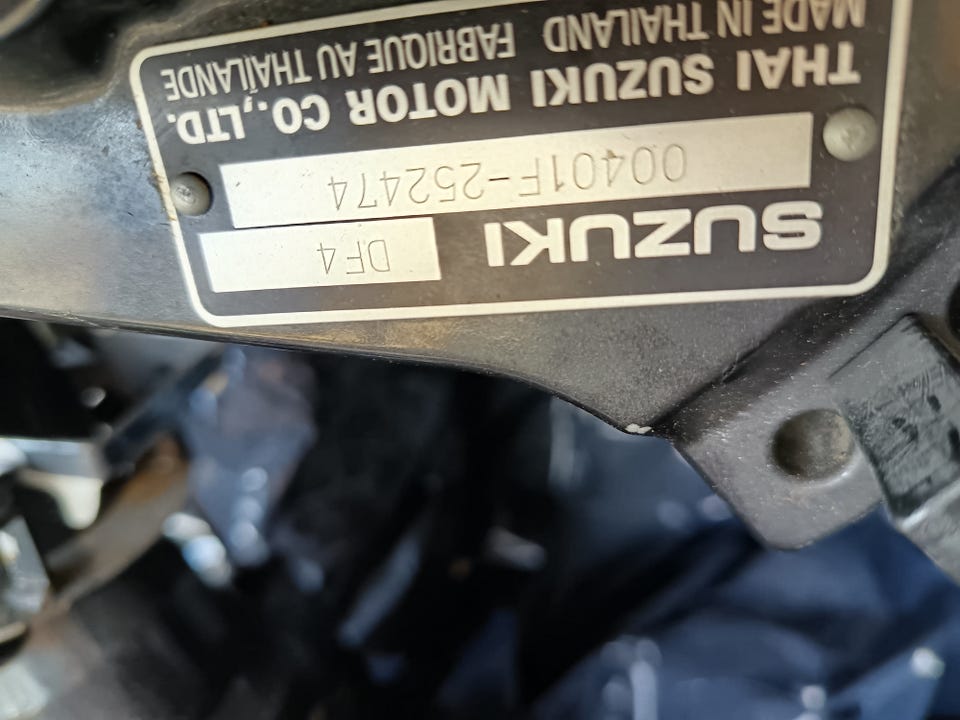 SUZUKI DF4
00401F-252474
THAI SUZUKI MOTOR CO.,LTD.
MADE IN THAILAND FABRIQUE AU THAÏLANDE